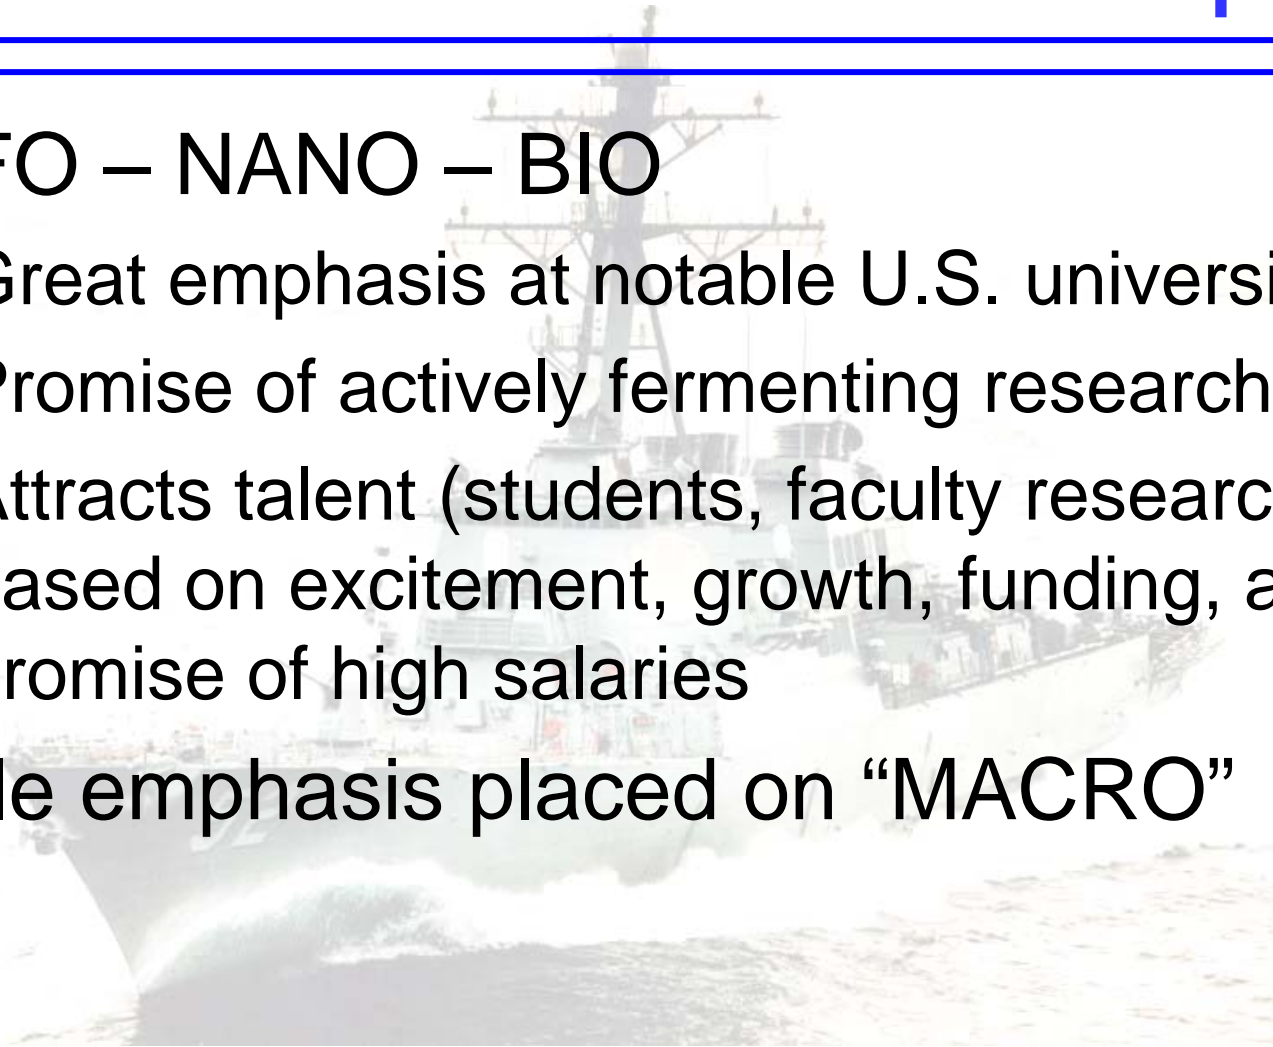 FO – NANO – BIO
Great emphasis at notable U.S. universi
Promise of actively fermenting research
Attracts talent (students, faculty researc
ased on excitement, growth, funding, a
romise of high salaries
le emphasis placed on “MACRO”